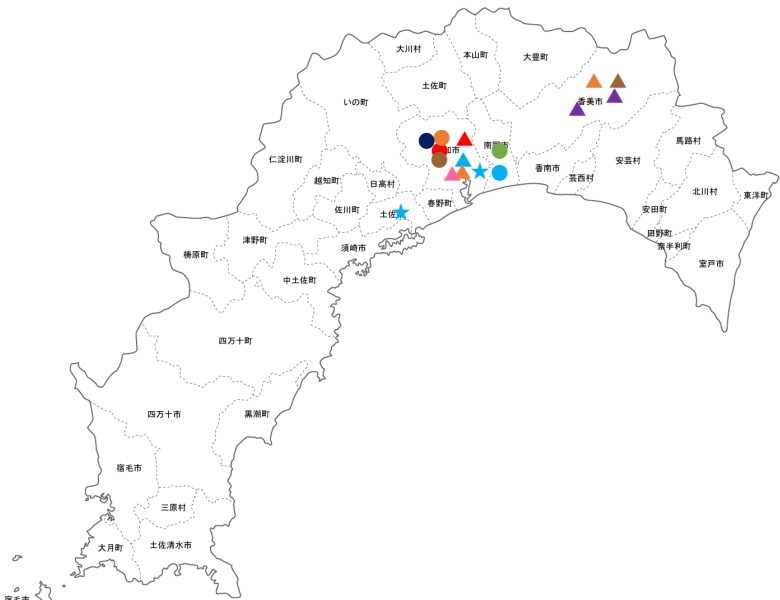 大川村
本山町
大豊町
土佐町
いの町
香美市
馬路村
仁淀川町
知市
安芸村
香南市
越知町
日高村
芸西村
北川村
東洋町
佐川町
土佐
春野町
安田町
田野町
奈半利町
津野町
梼原町
須崎市
室戸市
中土佐町
四万十町
四万十市
黒潮町
宿毛市
三原村
大月町
土佐清水市
宿毛市